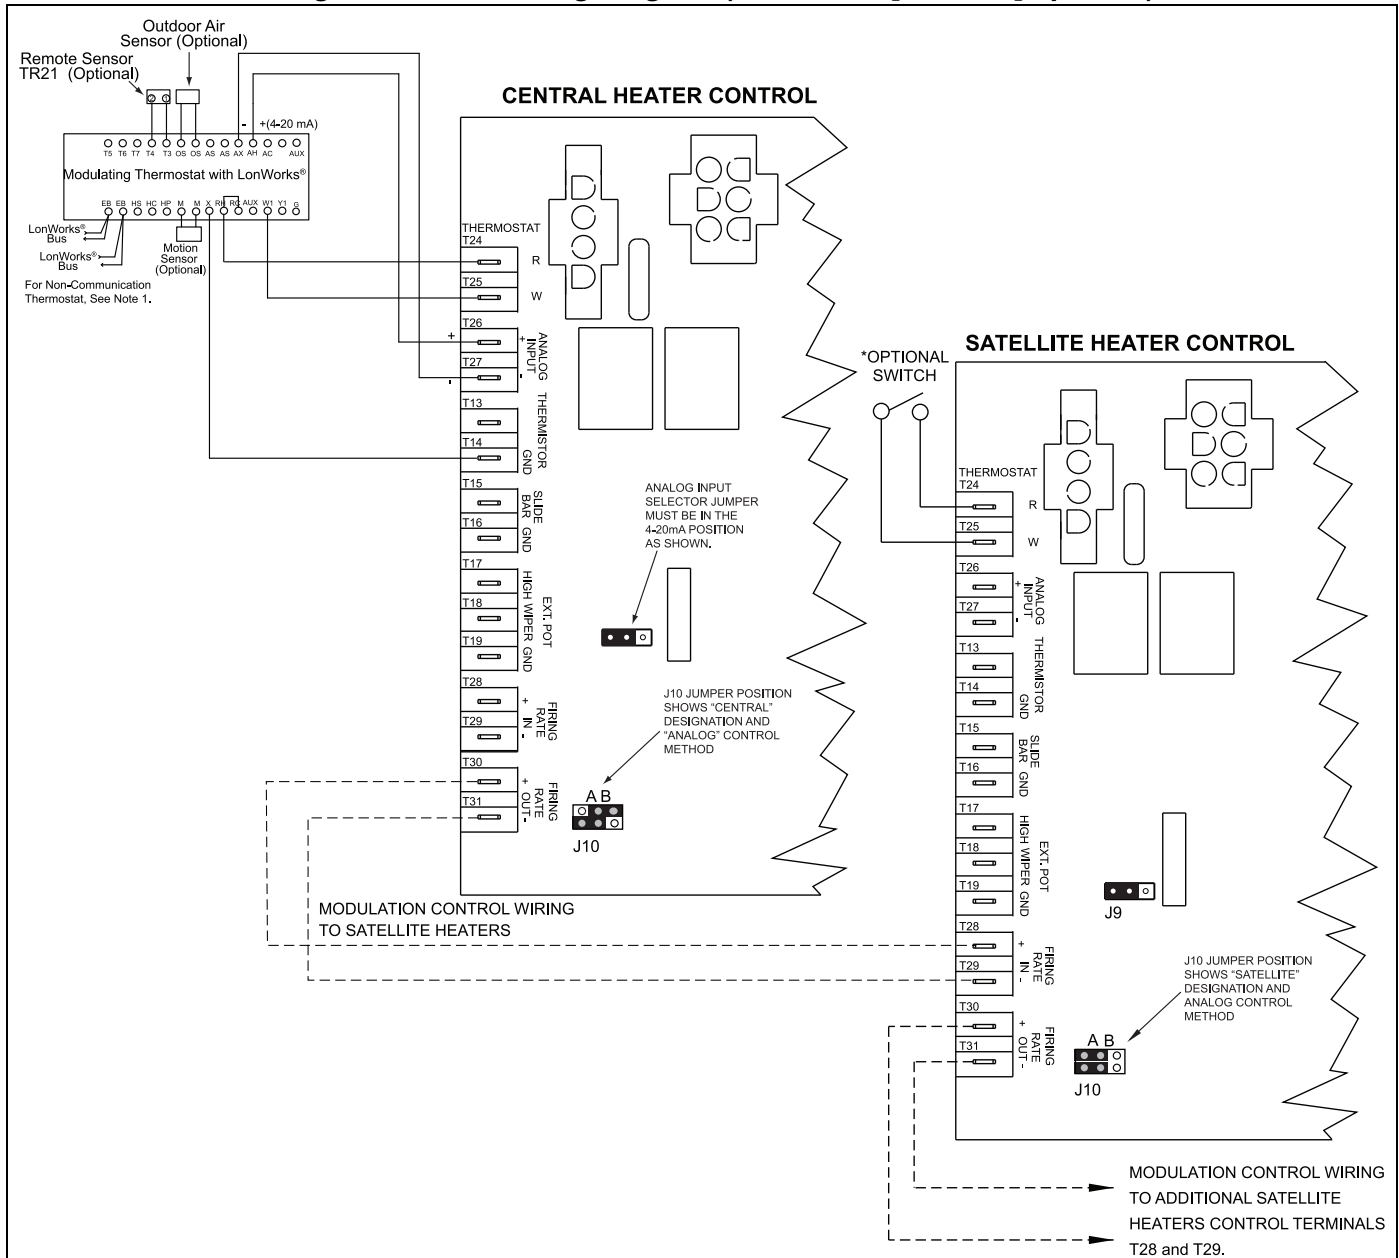 Outdoor Air
Sensor (Optional)
Remote Sensor
TR21 (Optional)
2 1
- +(4-20 mA)
T5 T6 T7 T4 T3 OS OS AS AS AX AH AC AUX
Modulating Thermostat with LonWorks®
EB EB HS HC HP M M X RH RC AUX W1 Y1 G
LonWorks®
Bus
LonWorks®
Bus
Motion
Sensor
(Optional)
For Non-Communication
Thermostat, See Note 1.
CENTRAL HEATER CONTROL
THERMOSTAT
T24
R
T25
W
T26
+
+
ANALOG
INPUT
T27
-
-
T13
THERMISTOR
T14
GND
T15
SLIDE
BAR
T16
GND
T17
HIGH
EXT. POT
T18
WIPER
T19
GND
T28
+
FIRING
RATE
IN
T29
-
T30
+
FIRING
RATE
OUT
T31
-
ANALOG INPUT
SELECTOR JUMPER
MUST BE IN THE
4-20mA POSITION
AS SHOWN.
J10 JUMPER POSITION
SHOWS “CENTRAL”
DESIGNATION AND
“ANALOG” CONTROL
METHOD
A B
J10
MODULATION CONTROL WIRING
TO SATELLITE HEATERS
SATELLITE HEATER CONTROL
*OPTIONAL
SWITCH
THERMOSTAT
T24
R
T25
W
T26
+
ANALOG
INPUT
T27
-
T13
THERMISTOR
T14
GND
T15
SLIDE
BAR
T16
GND
T17
HIGH
EXT. POT
T18
WIPER
T19
GND
T28
+
FIRING
RATE
IN
T29
-
T30
+
FIRING
RATE
OUT
T31
-
J9
J10 JUMPER POSITION
SHOWS “SATELLITE”
DESIGNATION AND
ANALOG CONTROL
METHOD
A B
J10
MODULATION CONTROL WIRING
TO ADDITIONAL SATELLITE
HEATERS CONTROL TERMINALS
T28 and T29.